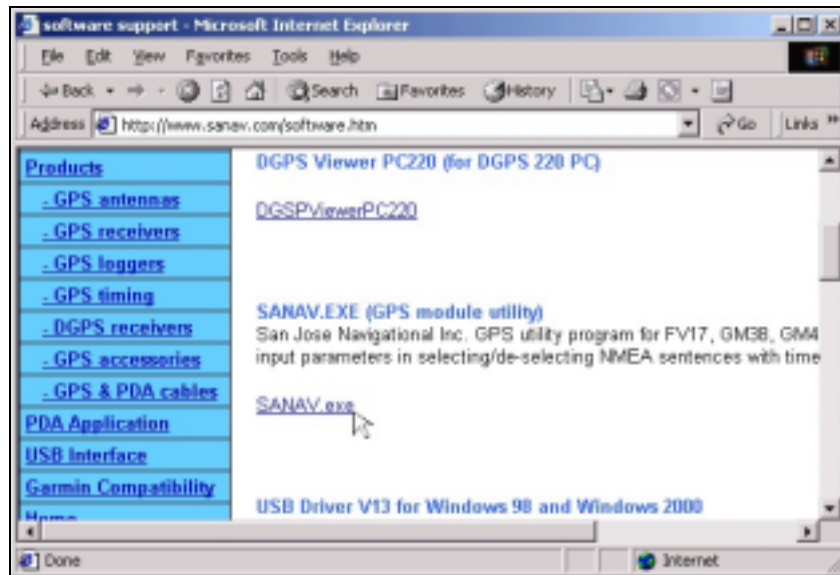 software support - Microsoft Internet Explorer
File Edit View Favorites Tools Help
Back Search Favorites History
Address http://www.sanav.com/software.htm Go Links
Products
- GPS antennas
- GPS receivers
- GPS loggers
- GPS timing
- DGPS receivers
- GPS accessories
- GPS & PDA cables
PDA Application
USB Interface
Garmin Compatibility
Home
DGPS Viewer PC220 (for DGPS 220 PC)
DGSPViewerPC220
SANAV.EXE (GPS module utility)
San Jose Navigational Inc. GPS utility program for FV17, GM38, GM4
input parameters in selecting/de-selecting NMEA sentences with time
SANAV.exe
USB Driver V13 for Windows 98 and Windows 2000
Done Internet